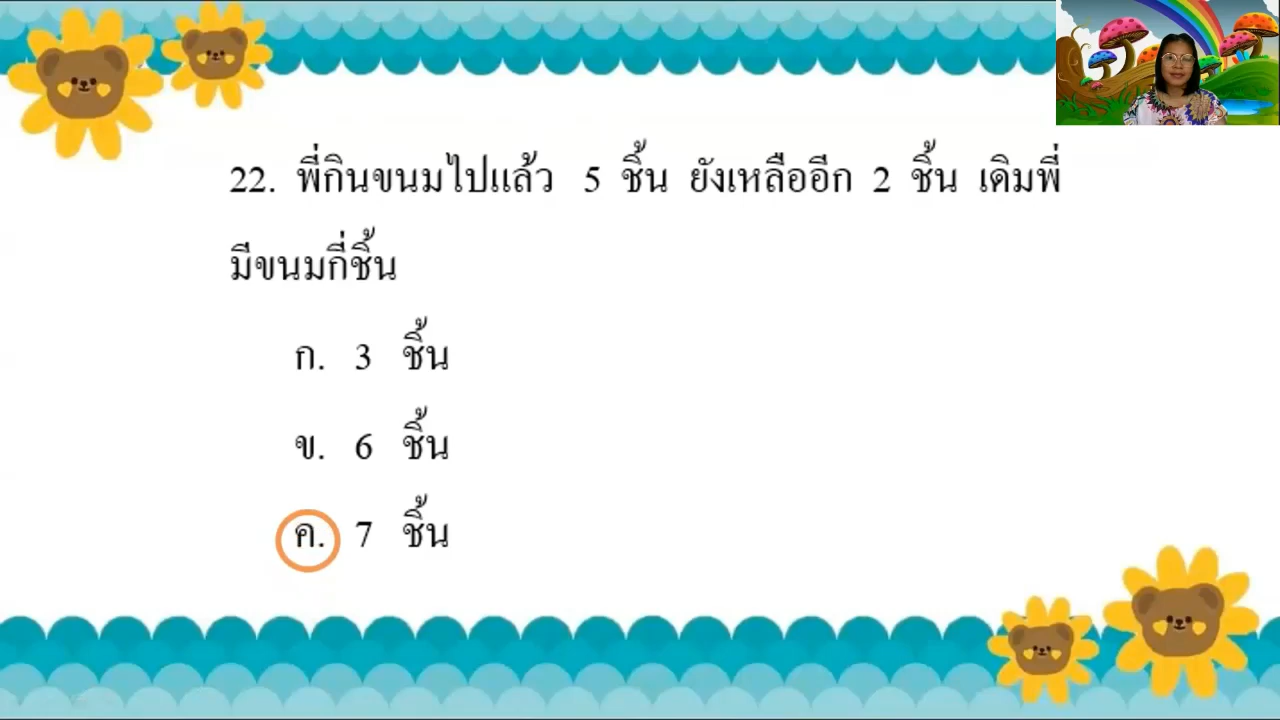 22. พี่กินขนมไปแล้ว 5 ชิ้น ยังเหลืออีก 2 ชิ้น เดิมพี่
มีขนมกี่ชิ้น
ก. 3 ชิ้น
ข. 6 ชิ้น
ค. 7 ชิ้น